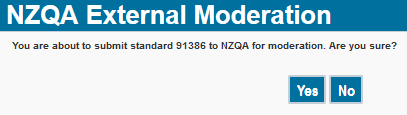 NZQA External Moderation
You are about to submit standard 91386 to NZQA for moderation. Are you sure?
Yes No